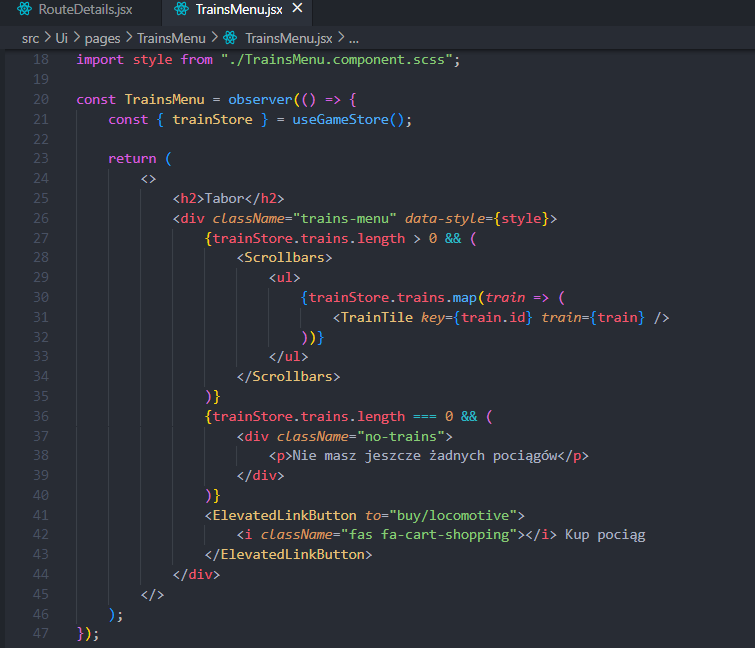 RouteDetails.jsx TrainsMenu.jsx ×
src > Ui > pages > TrainsMenu > TrainsMenu.jsx > ...
18 import style from "./TrainsMenu.component.scss";
19
20 const TrainsMenu = observer(() => {
21     const { trainStore } = useGameStore();
22
23     return (
24         <>
25             <h2>Tabor</h2>
26             <div className="trains-menu" data-style={style}>
27                 {trainStore.trains.length > 0 && (
28                     <Scrollbars>
29                         <ul>
30                             {trainStore.trains.map(train => (
31                                 <TrainTile key={train.id} train={train} />
32                             ))}
33                         </ul>
34                     </Scrollbars>
35                 )}
36                 {trainStore.trains.length === 0 && (
37                     <div className="no-trains">
38                         <p>Nie masz jeszcze żadnych pociągów</p>
39                     </div>
40                 )}
41                 <ElevatedLinkButton to="buy/locomotive">
42                     <i className="fas fa-cart-shopping"></i> Kup pociąg
43                 </ElevatedLinkButton>
44             </div>
45         </>
46     );
47 });